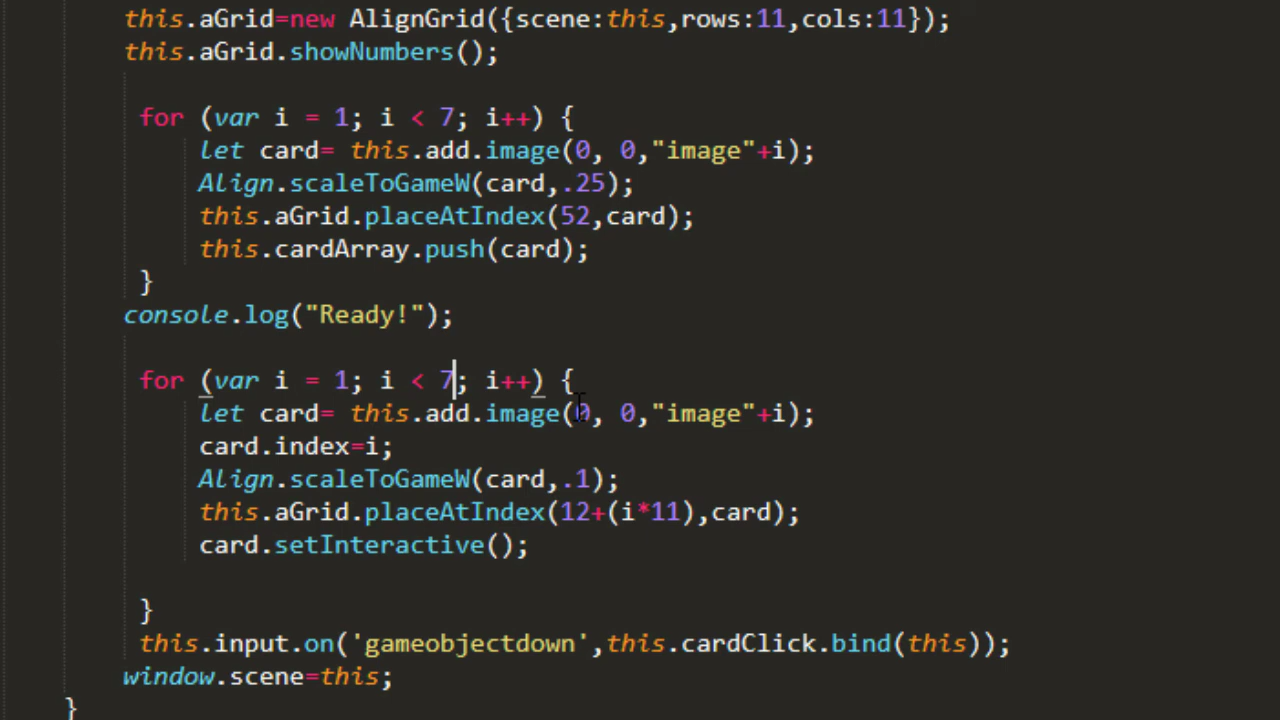 this.aGrid=new AlignGrid({scene:this,rows:11,cols:11});
this.aGrid.showNumbers();
for (var i = 1; i < 7; i++) {
let card= this.add.image(0, 0,"image"+i);
Align.scaleToGameW(card,.25);
this.aGrid.placeAtIndex(52,card);
this.cardArray.push(card);
}
console.log("Ready!");
for (var i = 1; i < 7; i++) {
let card= this.add.image(0, 0,"image"+i);
card.index=i;
Align.scaleToGameW(card,.1);
this.aGrid.placeAtIndex(12+(i*11),card);
card.setInteractive();
}
this.input.on('gameobjectdown',this.cardClick.bind(this));
window.scene=this;
}